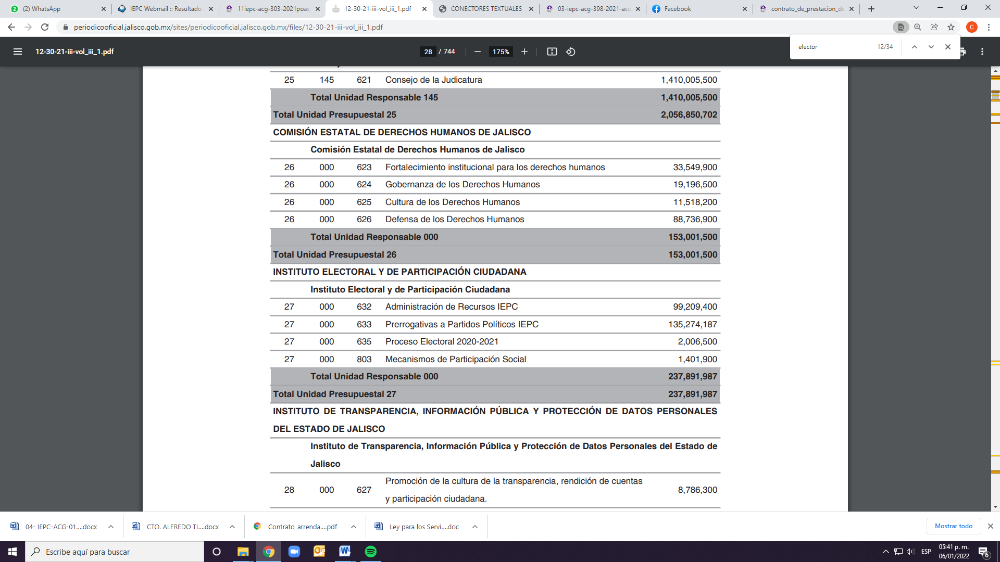 (2) WhatsApp
IEPC Webmail :: Resultado
11iepc-acg-303-2021poas
12-30-21-iii-vol_iii_1.pdf
CONECTORES TEXTUALES
03-iepc-acg-398-2021-acu
Facebook
contrato_de_prestacion_de
periodicooficial.jalisco.gob.mx/sites/periodicooficial.jalisco.gob.mx/files/12-30-21-iii-vol_iii_1.pdf
C
12-30-21-iii-vol_iii_1.pdf
28 / 744
175%
elector
12/34
25 145 621 Consejo de la Judicatura 1,410,005,500
Total Unidad Responsable 145 1,410,005,500
Total Unidad Presupuestal 25 2,056,850,702
COMISIÓN ESTATAL DE DERECHOS HUMANOS DE JALISCO
Comisión Estatal de Derechos Humanos de Jalisco
26 000 623 Fortalecimiento institucional para los derechos humanos 33,549,900
26 000 624 Gobernanza de los Derechos Humanos 19,196,500
26 000 625 Cultura de los Derechos Humanos 11,518,200
26 000 626 Defensa de los Derechos Humanos 88,736,900
Total Unidad Responsable 000 153,001,500
Total Unidad Presupuestal 26 153,001,500
INSTITUTO ELECTORAL Y DE PARTICIPACIÓN CIUDADANA
Instituto Electoral y de Participación Ciudadana
27 000 632 Administración de Recursos IEPC 99,209,400
27 000 633 Prerrogativas a Partidos Políticos IEPC 135,274,187
27 000 635 Proceso Electoral 2020-2021 2,006,500
27 000 803 Mecanismos de Participación Social 1,401,900
Total Unidad Responsable 000 237,891,987
Total Unidad Presupuestal 27 237,891,987
INSTITUTO DE TRANSPARENCIA, INFORMACIÓN PÚBLICA Y PROTECCIÓN DE DATOS PERSONALES
DEL ESTADO DE JALISCO
Instituto de Transparencia, Información Pública y Protección de Datos Personales del Estado de
Jalisco
Promoción de la cultura de la transparencia, rendición de cuentas
28 000 627 8,786,300
y participación ciudadana.
04- IEPC-ACG-01....docx
CTO. ALFREDO TI....docx
Contrato_arrenda....pdf
Ley para los Servi....doc
Mostrar todo
Escribe aquí para buscar
ESP
05:41 p. m.
06/01/2022
6